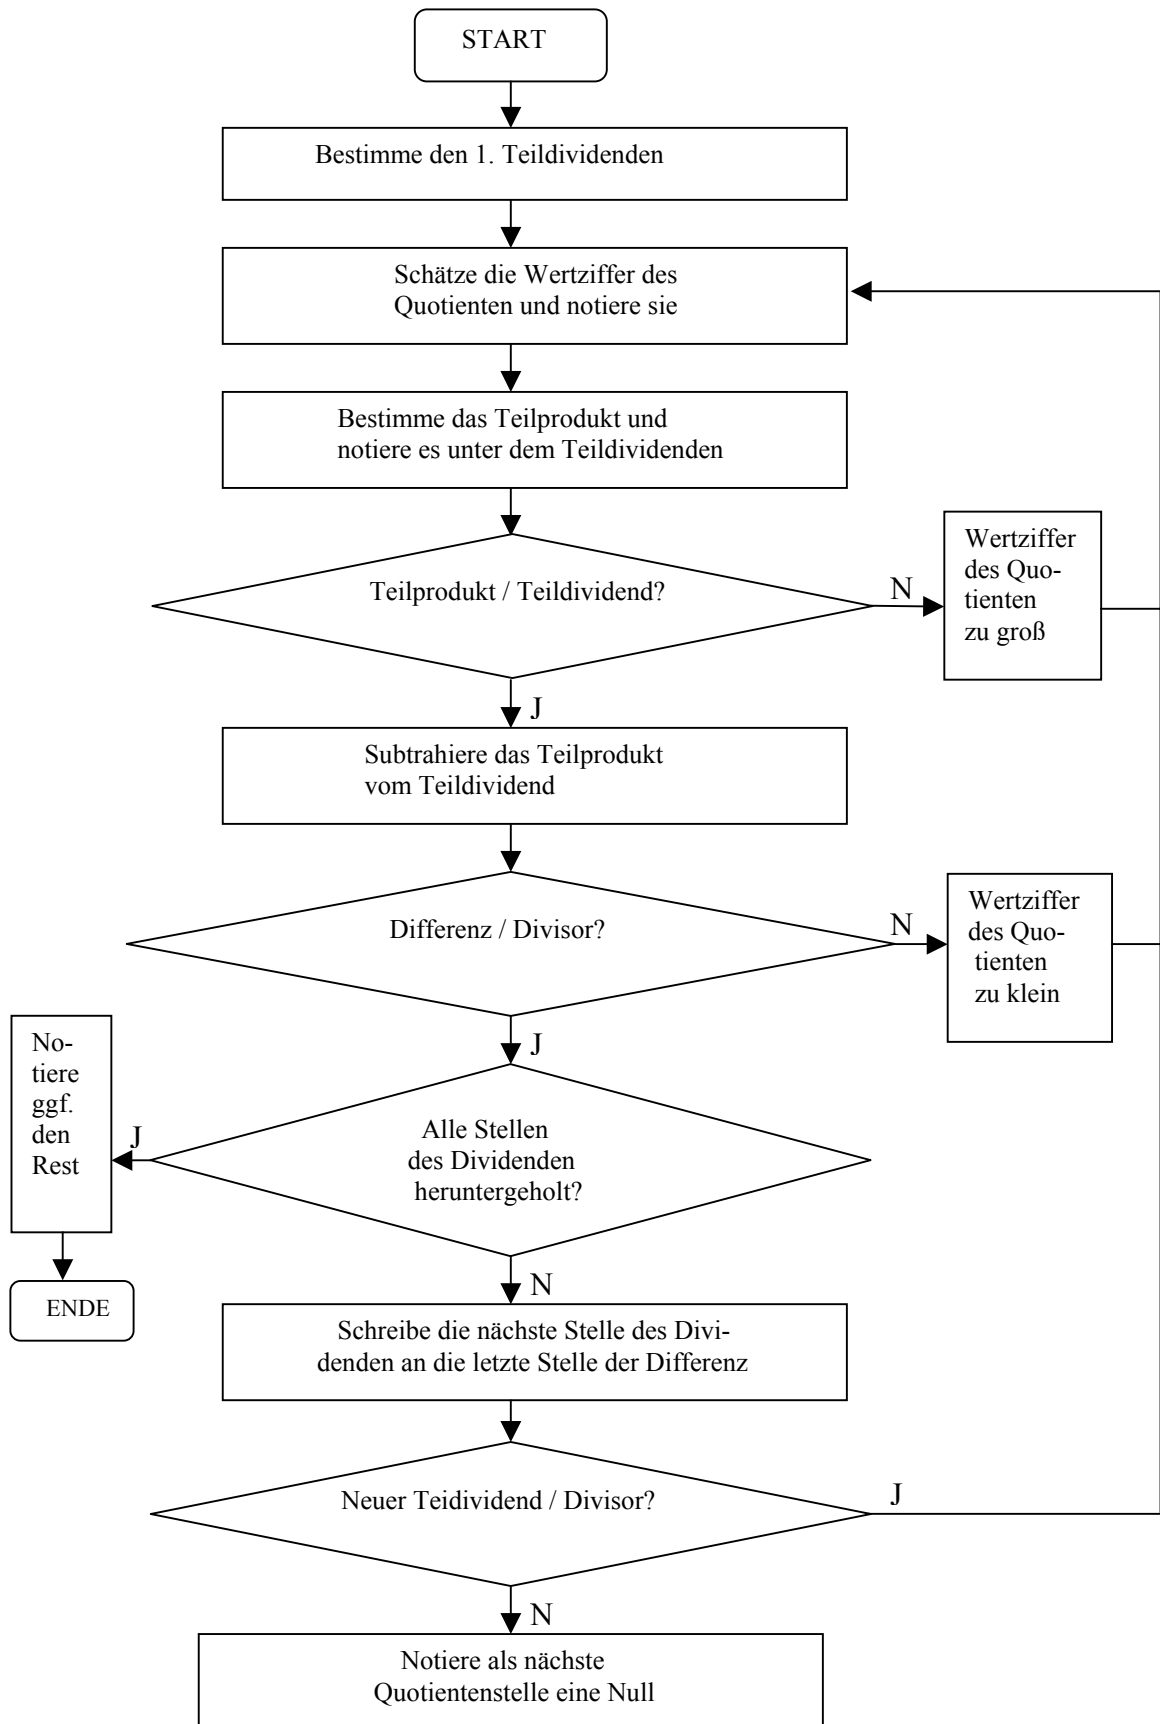 START
Bestimme den 1. Teildividenden
Schätze die Wertziffer des
Quotienten und notiere sie
Bestimme das Teilprodukt und
notiere es unter dem Teildividenden
Teilprodukt / Teildividend?
N
Wertziffer
des Quo-
tienten
zu groß
J
Subtrahiere das Teilprodukt
vom Teildividend
Differenz / Divisor?
N
Wertziffer
des Quo-
tienten
zu klein
J
Alle Stellen
des Dividenden
heruntergeholt?
J
No-
tiere
ggf.
den
Rest
ENDE
N
Schreibe die nächste Stelle des Divi-
denden an die letzte Stelle der Differenz
Neuer Teidividend / Divisor?
J
N
Notiere als nächste
Quotientenstelle eine Null